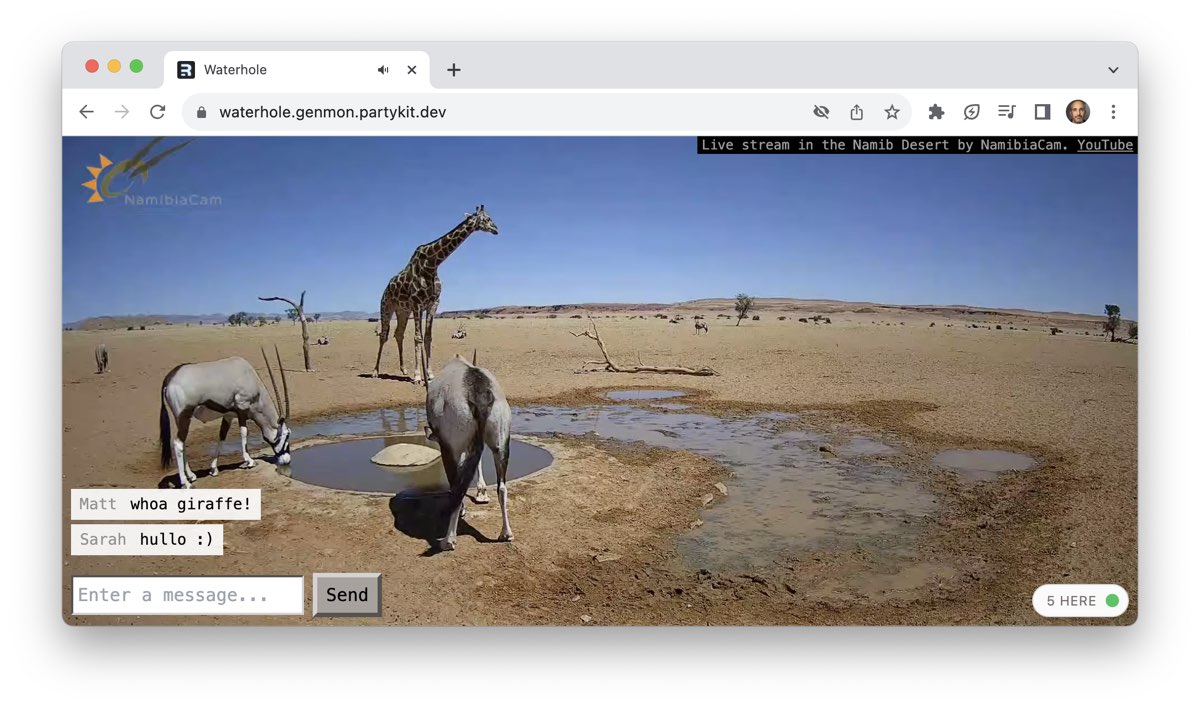 Waterhole
waterhole.genmon.partykit.dev
Live stream in the Namib Desert by NamibiaCam. YouTube
NamibiaCam
Matt whoa giraffe!
Sarah hullo :)
Enter a message...
Send
5 HERE